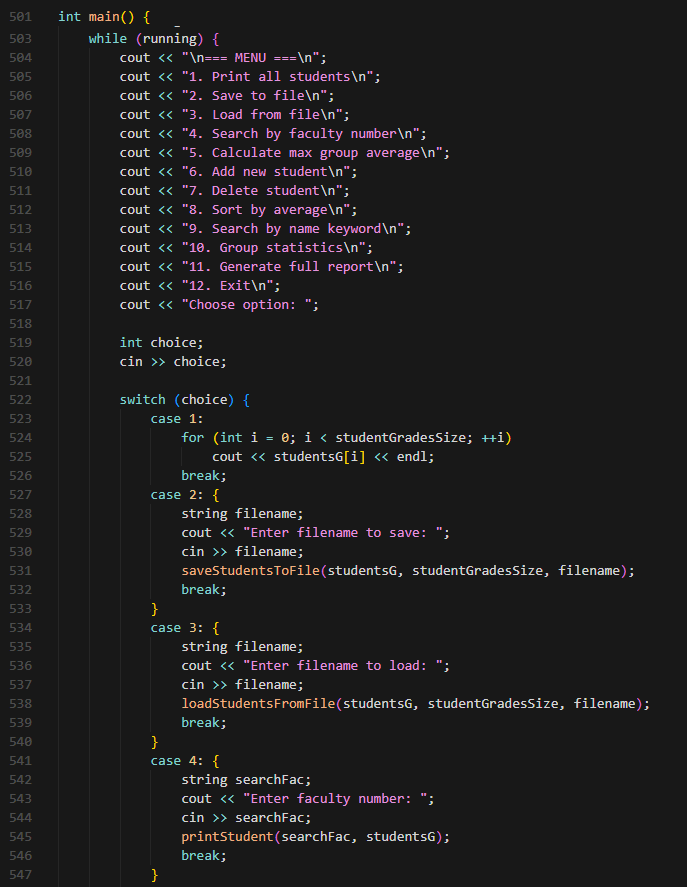 501 int main() {
503     while (running) {
504         cout << "\n=== MENU ===\n";
505         cout << "1. Print all students\n";
506         cout << "2. Save to file\n";
507         cout << "3. Load from file\n";
508         cout << "4. Search by faculty number\n";
509         cout << "5. Calculate max group average\n";
510         cout << "6. Add new student\n";
511         cout << "7. Delete student\n";
512         cout << "8. Sort by average\n";
513         cout << "9. Search by name keyword\n";
514         cout << "10. Group statistics\n";
515         cout << "11. Generate full report\n";
516         cout << "12. Exit\n";
517         cout << "Choose option: ";
518
519         int choice;
520         cin >> choice;
521
522         switch (choice) {
523             case 1:
524                 for (int i = 0; i < studentGradesSize; ++i)
525                     cout << studentsG[i] << endl;
526                 break;
527             case 2: {
528                 string filename;
529                 cout << "Enter filename to save: ";
530                 cin >> filename;
531                 saveStudentsToFile(studentsG, studentGradesSize, filename);
532                 break;
533             }
534             case 3: {
535                 string filename;
536                 cout << "Enter filename to load: ";
537                 cin >> filename;
538                 loadStudentsFromFile(studentsG, studentGradesSize, filename);
539                 break;
540             }
541             case 4: {
542                 string searchFac;
543                 cout << "Enter faculty number: ";
544                 cin >> searchFac;
545                 printStudent(searchFac, studentsG);
546                 break;
547             }